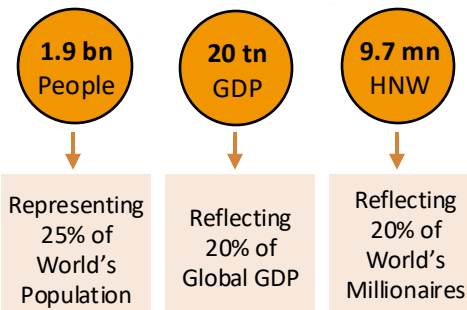 1.9 bn
People
20 tn
GDP
9.7 mn
HNW
Representing
25% of
World’s
Population
Reflecting
20% of
Global GDP
Reflecting
20% of
World’s
Millionaires